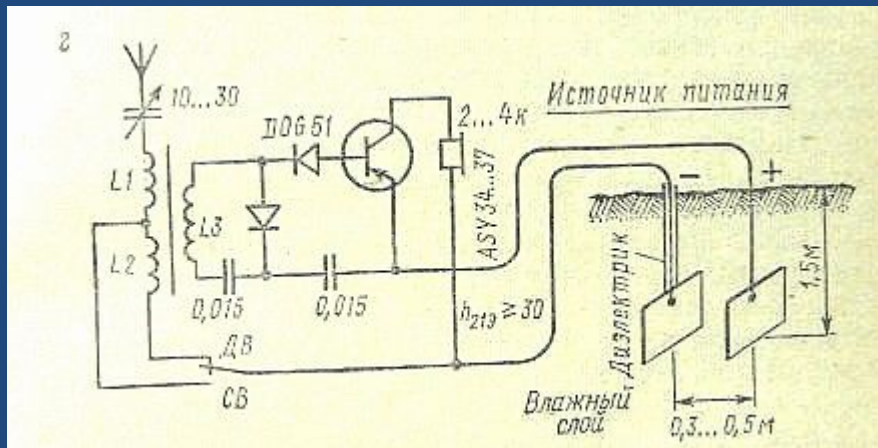 г
10...30
DOG 51
2...4к
Источник питания
L1
L2
L3
ASY 34...37
h₂₁э ≥ 30
0,015
0,015
ДВ
СВ
−
+
Диэлектрик
1,5м
Влажный
слой
0,3...0,5м